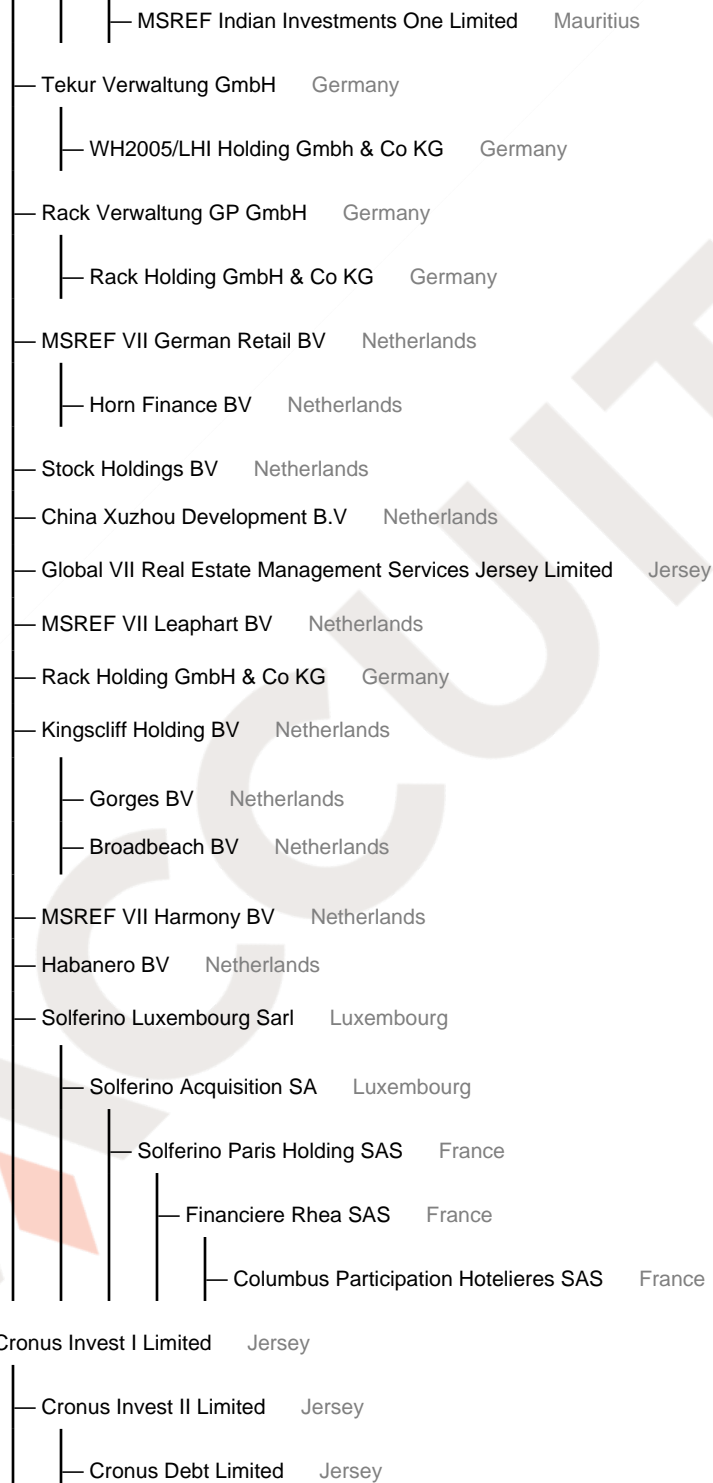 MSREF Indian Investments One Limited Mauritius
Tekur Verwaltung GmbH Germany
WH2005/LHI Holding Gmbh & Co KG Germany
Rack Verwaltung GP GmbH Germany
Rack Holding GmbH & Co KG Germany
MSREF VII German Retail BV Netherlands
Horn Finance BV Netherlands
Stock Holdings BV Netherlands
China Xuzhou Development B.V Netherlands
Global VII Real Estate Management Services Jersey Limited Jersey
MSREF VII Leaphart BV Netherlands
Rack Holding GmbH & Co KG Germany
Kingscliff Holding BV Netherlands
Gorges BV Netherlands
Broadbeach BV Netherlands
MSREF VII Harmony BV Netherlands
Habanero BV Netherlands
Solferino Luxembourg Sarl Luxembourg
Solferino Acquisition SA Luxembourg
Solferino Paris Holding SAS France
Financiere Rhea SAS France
Columbus Participation Hotelieres SAS France
Cronus Invest I Limited Jersey
Cronus Invest II Limited Jersey
Cronus Debt Limited Jersey